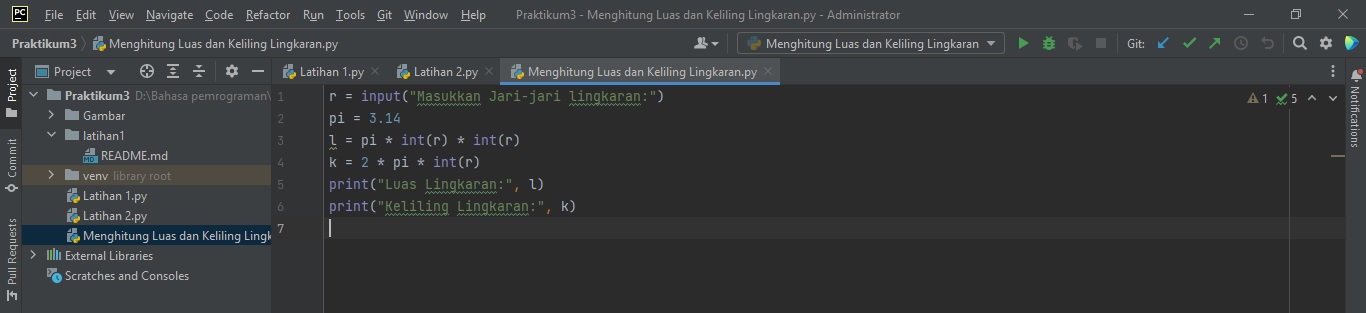 PC File Edit View Navigate Code Refactor Run Tools Git Window Help Praktikum3 - Menghitung Luas dan Keliling Lingkaran.py - Administrator
Praktikum3 Menghitung Luas dan Keliling Lingkaran.py Menghitung Luas dan Keliling Lingkaran Git:
Project
Commit
Pull Requests
Project
Praktikum3 D:\Bahasa pemrograman\
Gambar
latihan1
README.md
venv library root
Latihan 1.py
Latihan 2.py
Menghitung Luas dan Keliling Lingk
External Libraries
Scratches and Consoles
Latihan 1.py Latihan 2.py Menghitung Luas dan Keliling Lingkaran.py
1 r = input("Masukkan Jari-jari lingkaran:")
2 pi = 3.14
3 l = pi * int(r) * int(r)
4 k = 2 * pi * int(r)
5 print("Luas Lingkaran:", l)
6 print("Keliling Lingkaran:", k)
7
1 5
Notifications